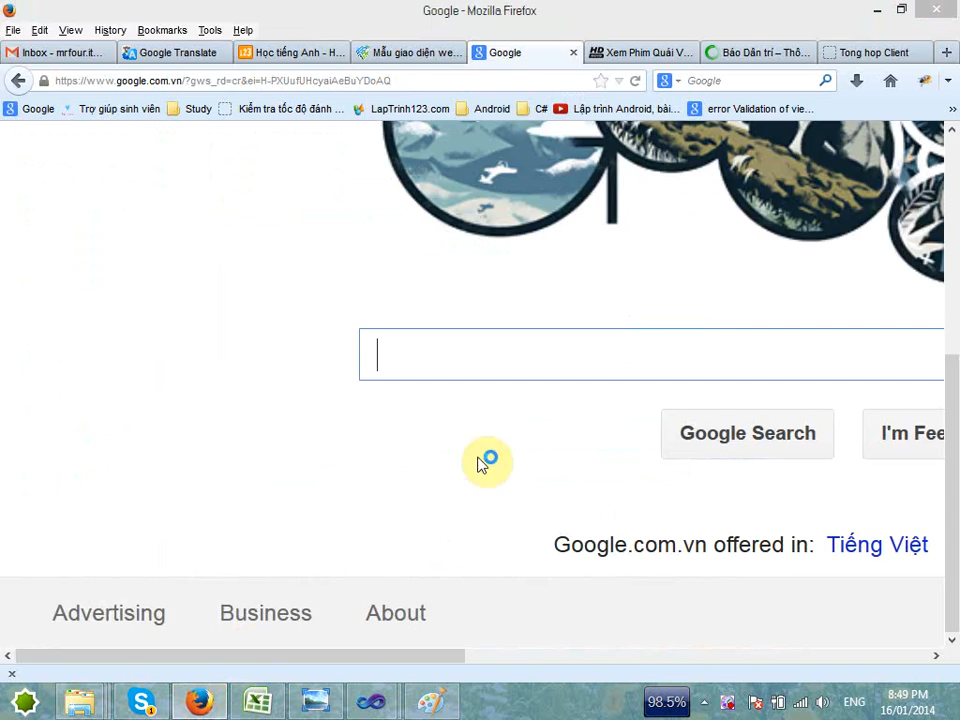 Google - Mozilla Firefox
File Edit View History Bookmarks Tools Help
Inbox - mrfour.it... Google Translate Học tiếng Anh - H... Mẫu giao diện we... Google Xem Phim Quái V... Báo Dân trí – Thô... Tong hop Client
https://www.google.com.vn/?gws_rd=cr&ei=H-PXUufUHcyaiAeBuYDoAQ Google
Google Trợ giúp sinh viên Study Kiểm tra tốc độ đánh ... LapTrinh123.com Android C# Lập trình Android, bài... error Validation of vie...
Google Search I'm Fee
Google.com.vn offered in: Tiếng Việt
Advertising Business About
98.5% ENG 8:49 PM
16/01/2014